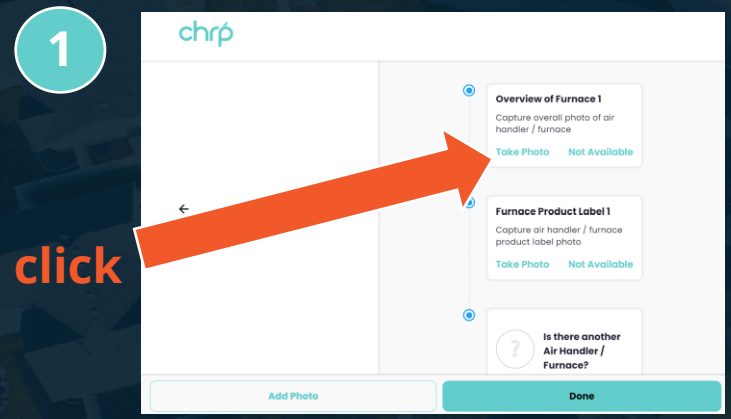 1
chrp
Overview of Furnace 1
Capture overall photo of air
handler / furnace
Take Photo Not Available
Furnace Product Label 1
Capture air handler / furnace
product label photo
Take Photo Not Available
click
Is there another
?
Air Handler /
Furnace?
Add Photo Done